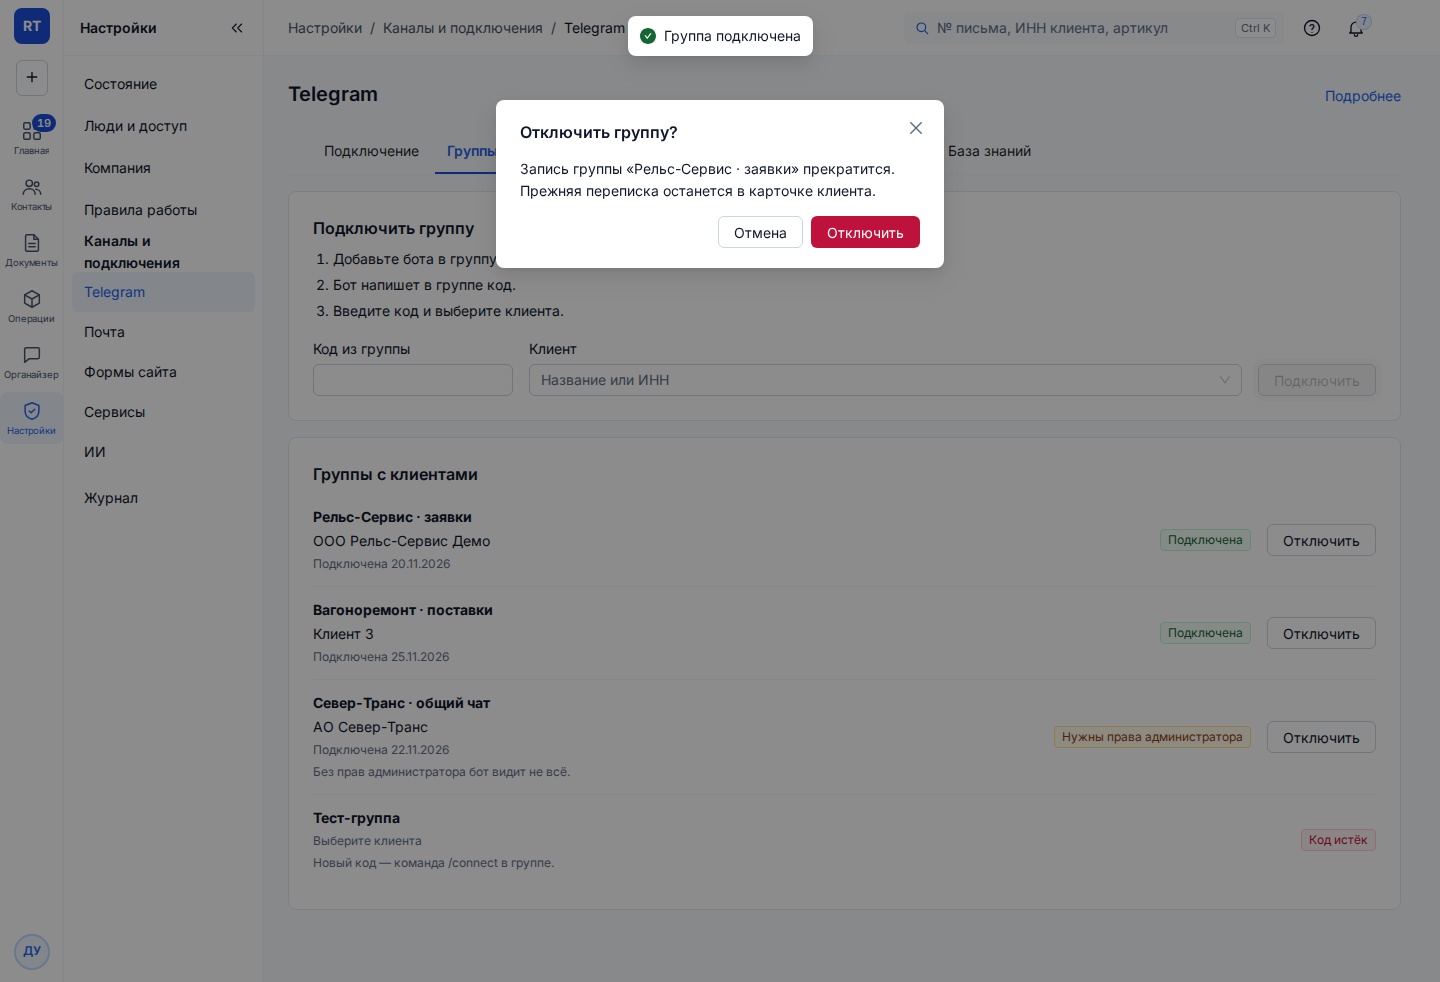 RT
Настройки
Настройки / Каналы и подключения / Telegram
Группа подключена
№ письма, ИНН клиента, артикул
Ctrl K
7
19
Главная
Контакты
Документы
Операции
Органайзер
Настройки
ДУ
Состояние
Люди и доступ
Компания
Правила работы
Каналы и
подключения
Telegram
Почта
Формы сайта
Сервисы
ИИ
Журнал
Telegram
Подробнее
Подключение
Группы
База знаний
Отключить группу?
Запись группы «Рельс-Сервис · заявки» прекратится.
Прежняя переписка останется в карточке клиента.
Отмена
Отключить
Подключить группу
1. Добавьте бота в группу
2. Бот напишет в группе код.
3. Введите код и выберите клиента.
Код из группы
Клиент
Название или ИНН
Подключить
Группы с клиентами
Рельс-Сервис · заявки
ООО Рельс-Сервис Демо
Подключена 20.11.2026
Подключена
Отключить
Вагоноремонт · поставки
Клиент 3
Подключена 25.11.2026
Подключена
Отключить
Север-Транс · общий чат
АО Север-Транс
Подключена 22.11.2026
Без прав администратора бот видит не всё.
Нужны права администратора
Отключить
Тест-группа
Выберите клиента
Новый код — команда /connect в группе.
Код истёк